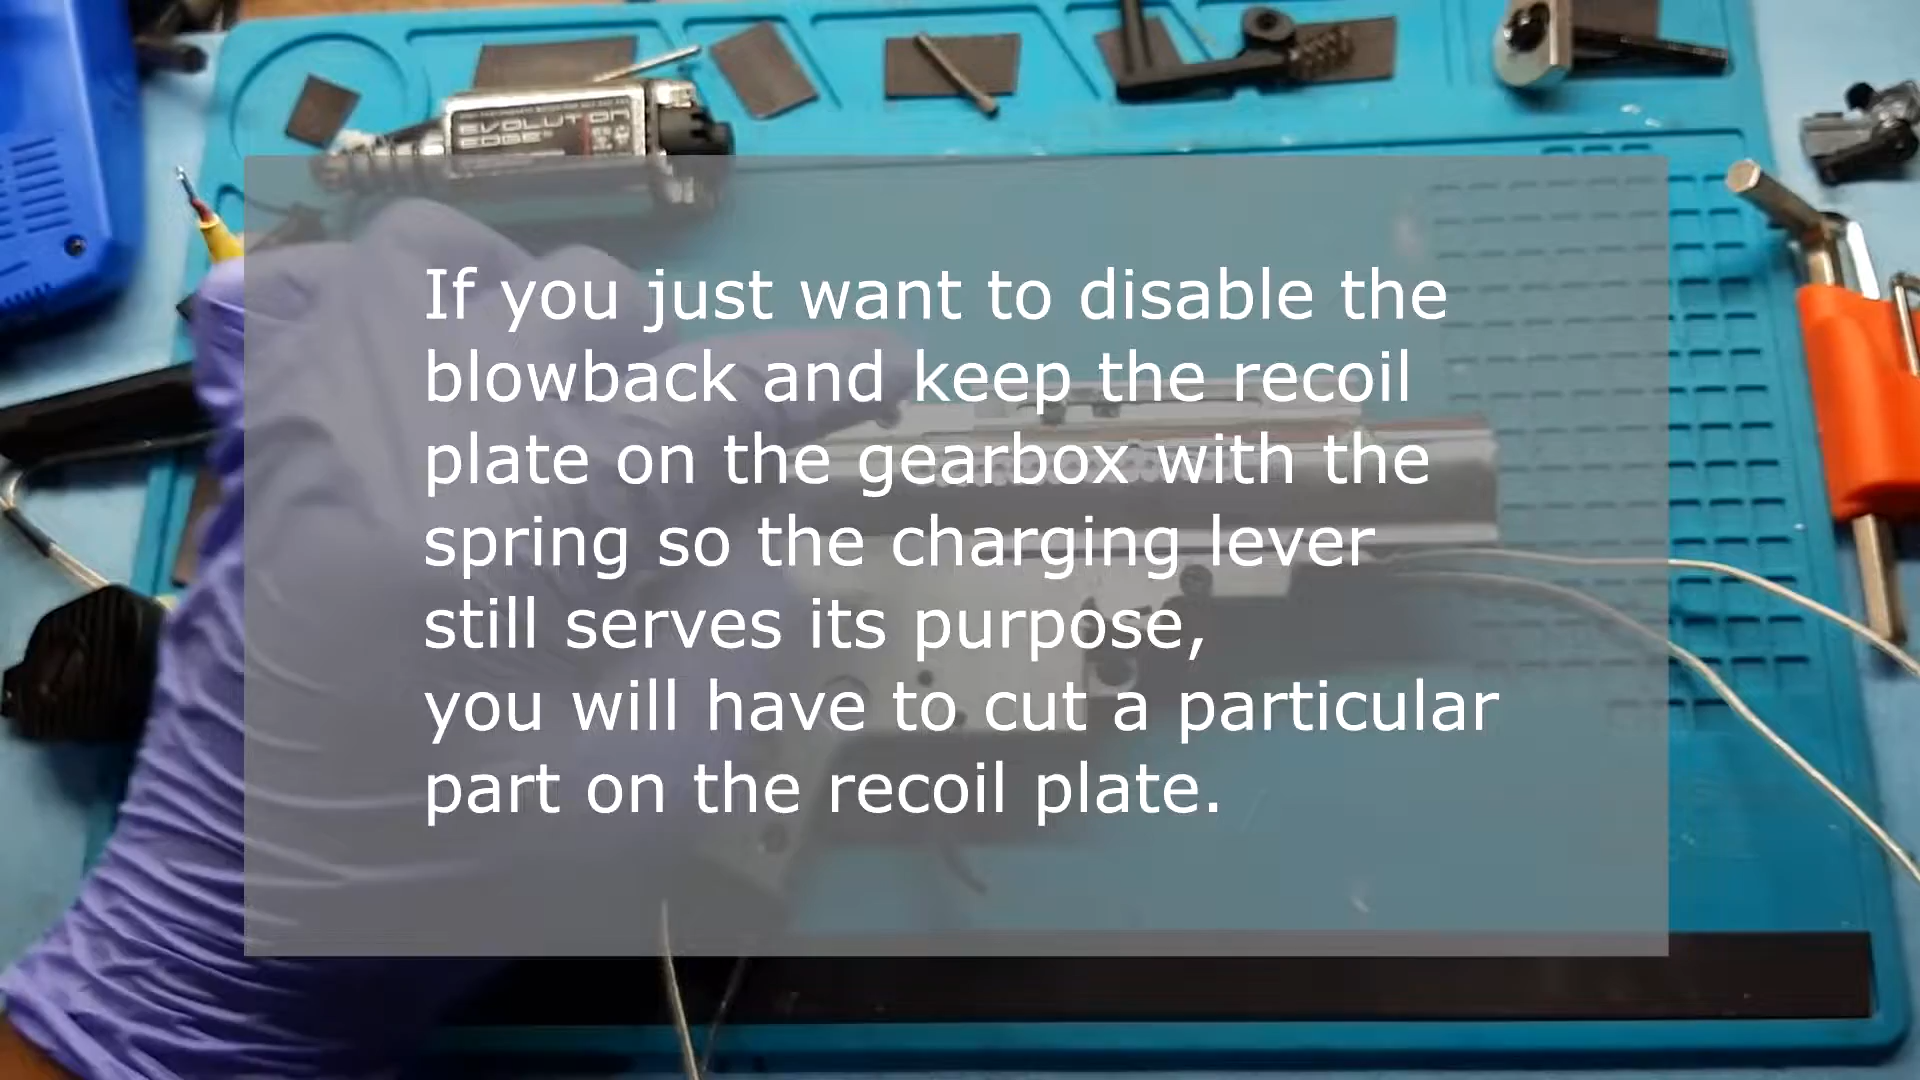 EVOLUTION
EDGE
If you just want to disable the
blowback and keep the recoil
plate on the gearbox with the
spring so the charging lever
still serves its purpose,
you will have to cut a particular
part on the recoil plate.